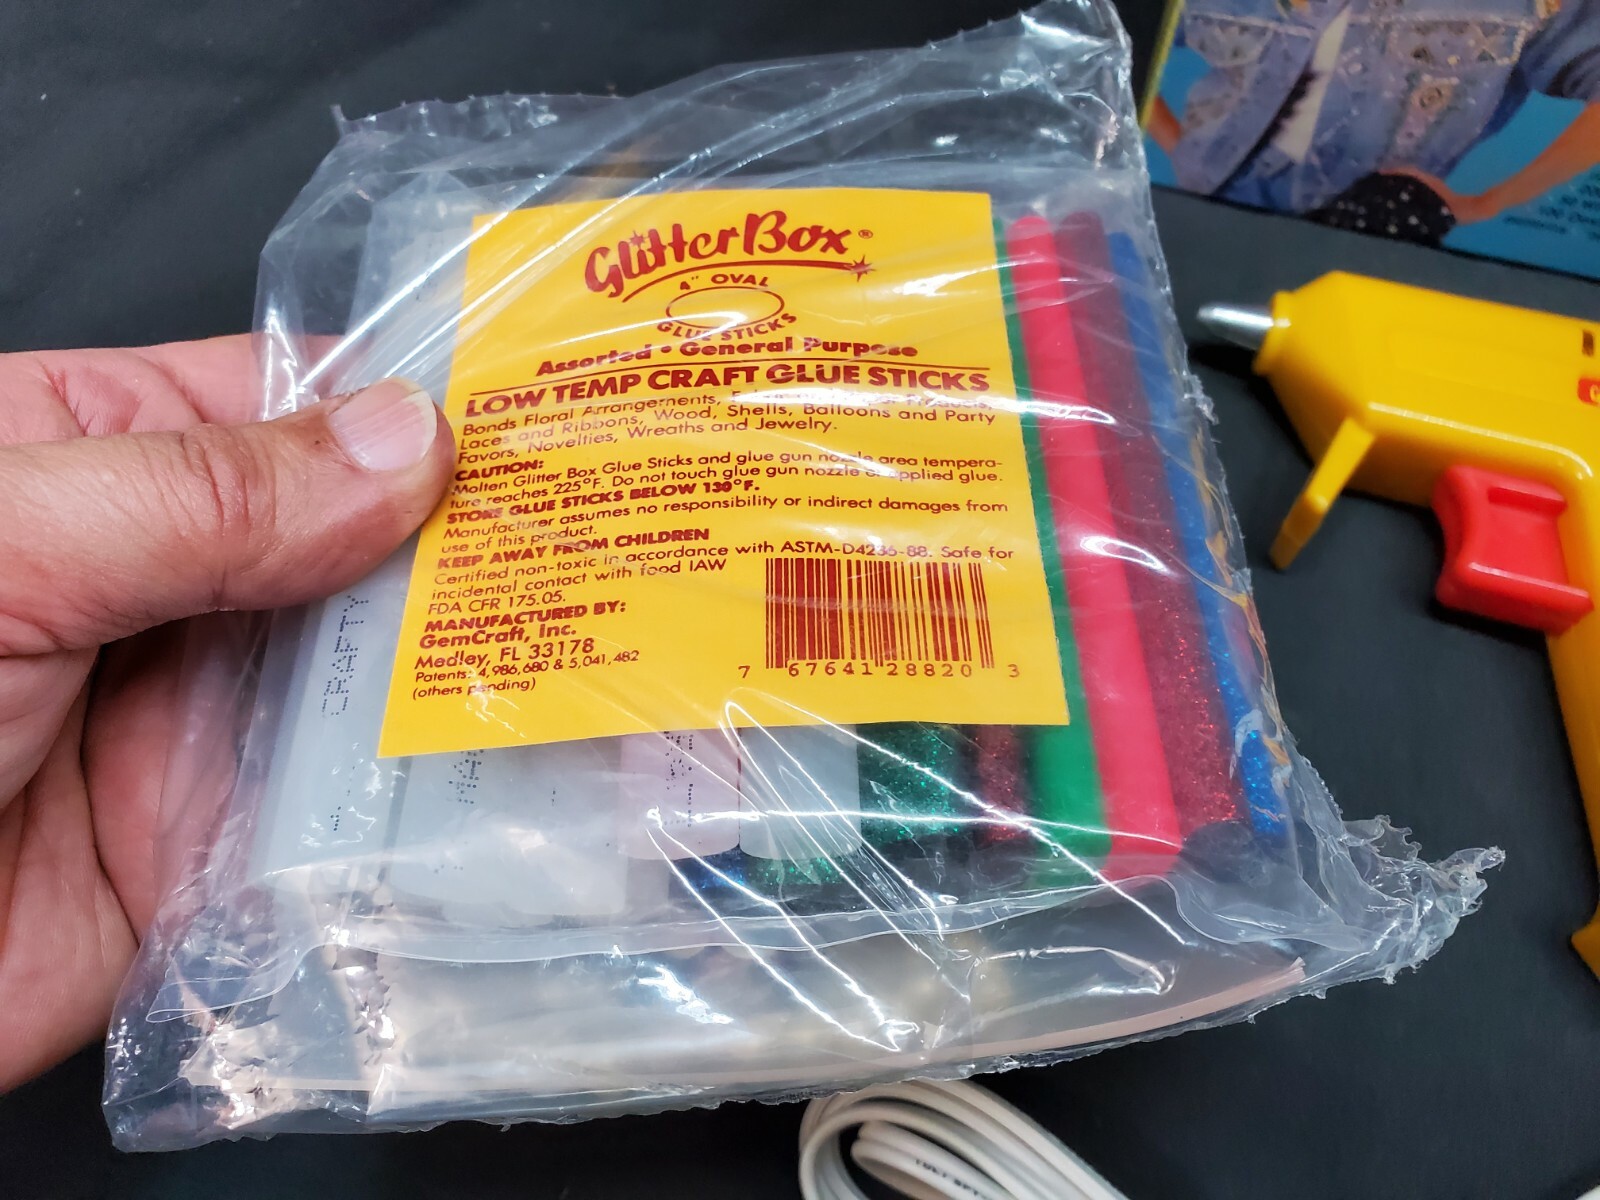 GlitterBox®
4" OVAL
GLUE STICKS
Assorted • General Purpose
LOW TEMP CRAFT GLUE STICKS
Bonds Floral Arrangements, Products,
Laces and Ribbons, Wood, Shells, Balloons and Party
Favors, Novelties, Wreaths and Jewelry.
CAUTION:
Molten Glitter Box Glue Sticks and glue gun nozzle area tempera-
ture reaches 225°F. Do not touch glue gun nozzle or applied glue.
STORE GLUE STICKS BELOW 130°F.
Manufacturer assumes no responsibility or indirect damages from
use of this product.
KEEP AWAY FROM CHILDREN
Certified non-toxic in accordance with ASTM-D4236-88. Safe for
incidental contact with food IAW
FDA CFR 175.05.
MANUFACTURED BY:
GemCraft, Inc.
Medley, FL 33178
Patents: 4,986,680 & 5,041,482
(others pending)
7 67641 28820 3
CRAFTY